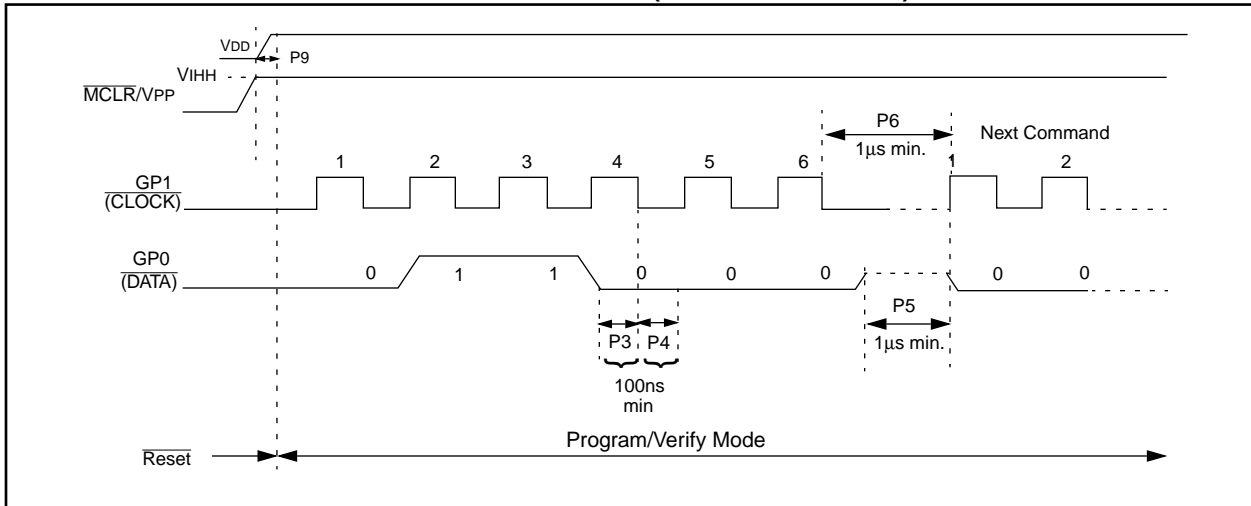 VDD
P9
VIHH
MCLR/VPP
P6
1µs min.
Next Command
1 2 3 4 5 6 1 2
GP1
(CLOCK)
GP0
(DATA)
0 1 1 0 0 0 0 0
P5
1µs min.
P3 P4
100ns
min
Program/Verify Mode
Reset